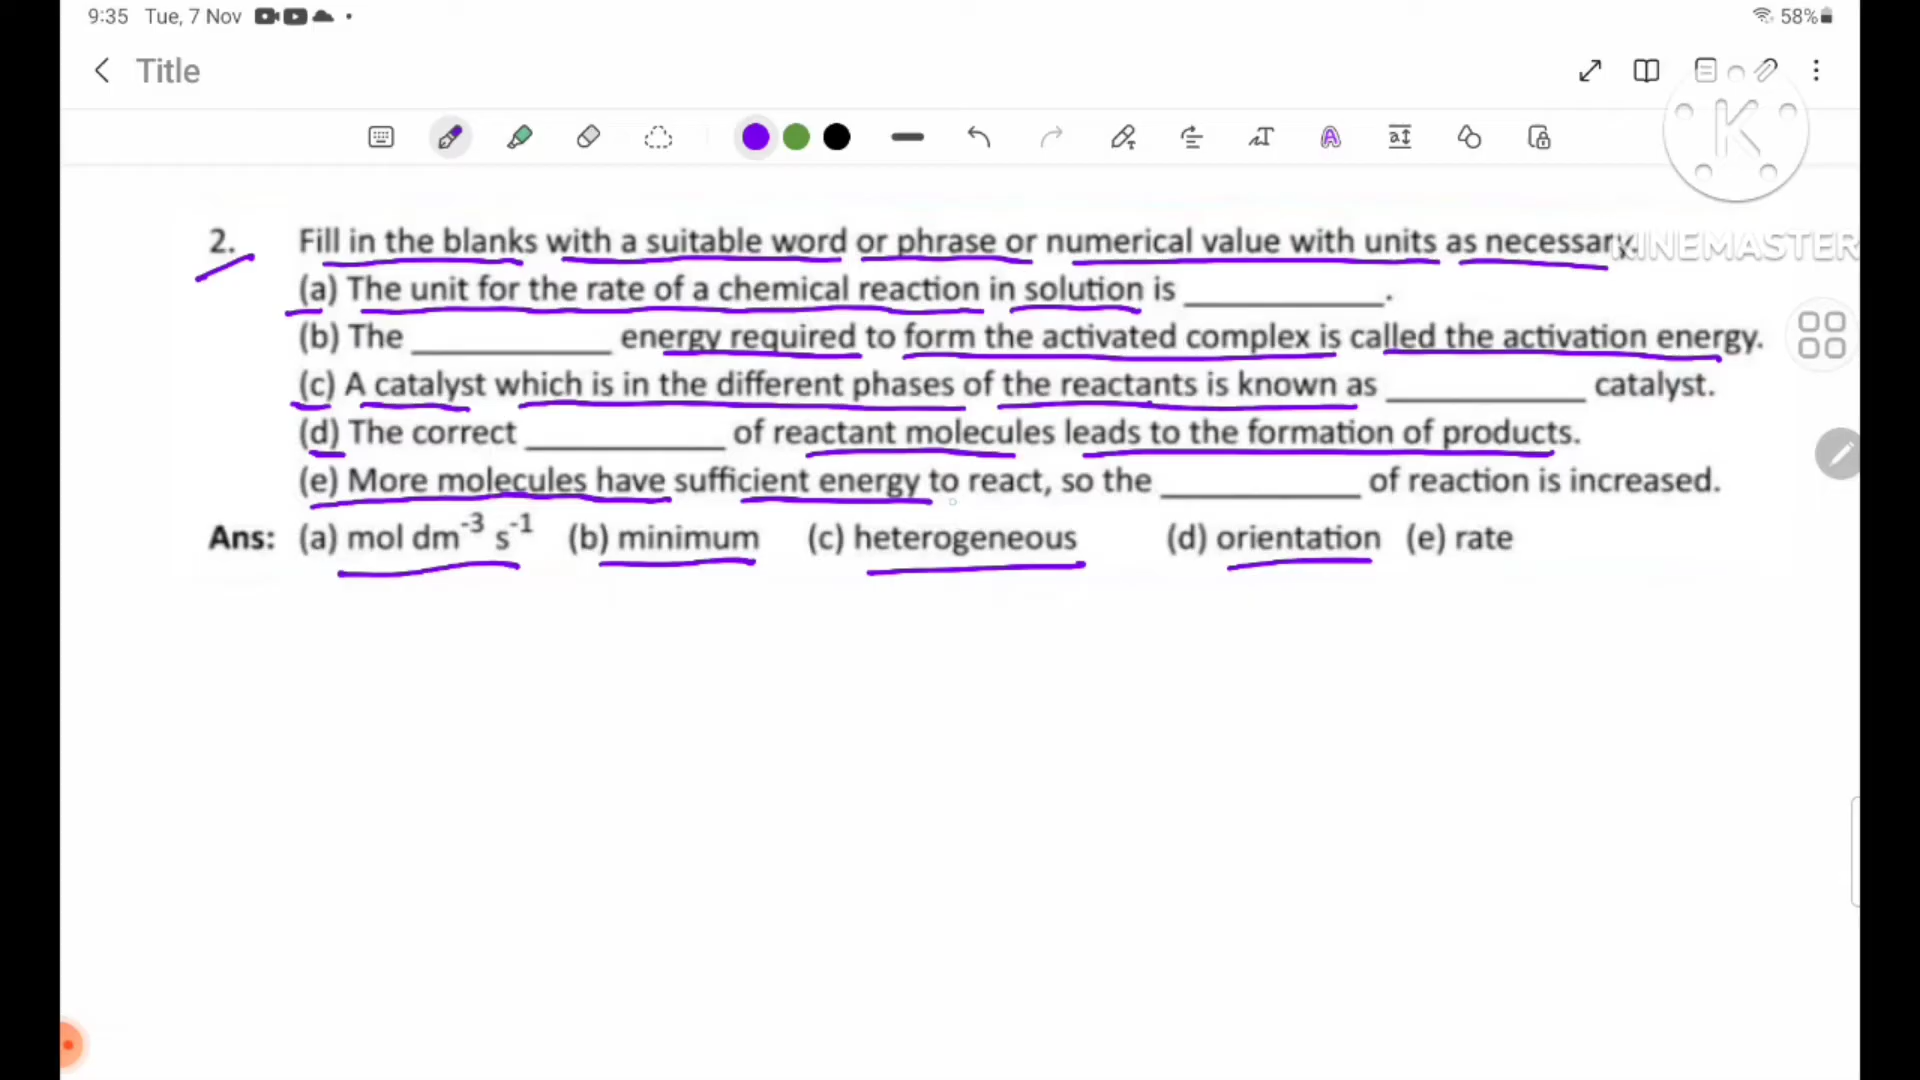 9:35 Tue, 7 Nov 58%
Title
K
KINEMASTER
2. Fill in the blanks with a suitable word or phrase or numerical value with units as necessary.
(a) The unit for the rate of a chemical reaction in solution is ____________.
(b) The ____________ energy required to form the activated complex is called the activation energy.
(c) A catalyst which is in the different phases of the reactants is known as ____________ catalyst.
(d) The correct ____________ of reactant molecules leads to the formation of products.
(e) More molecules have sufficient energy to react, so the ____________ of reaction is increased.
Ans: (a) mol dm⁻³ s⁻¹ (b) minimum (c) heterogeneous (d) orientation (e) rate